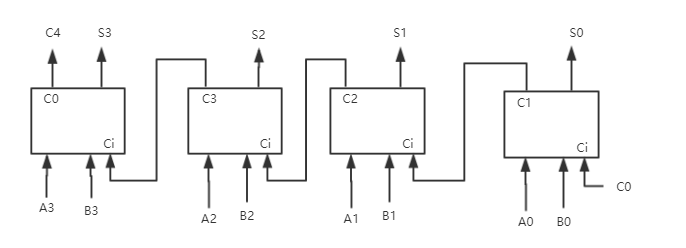 C4 S3 S2 S1 S0
C0 C3 C2 C1
Ci Ci Ci Ci
C0
A3 B3 A2 B2 A1 B1 A0 B0